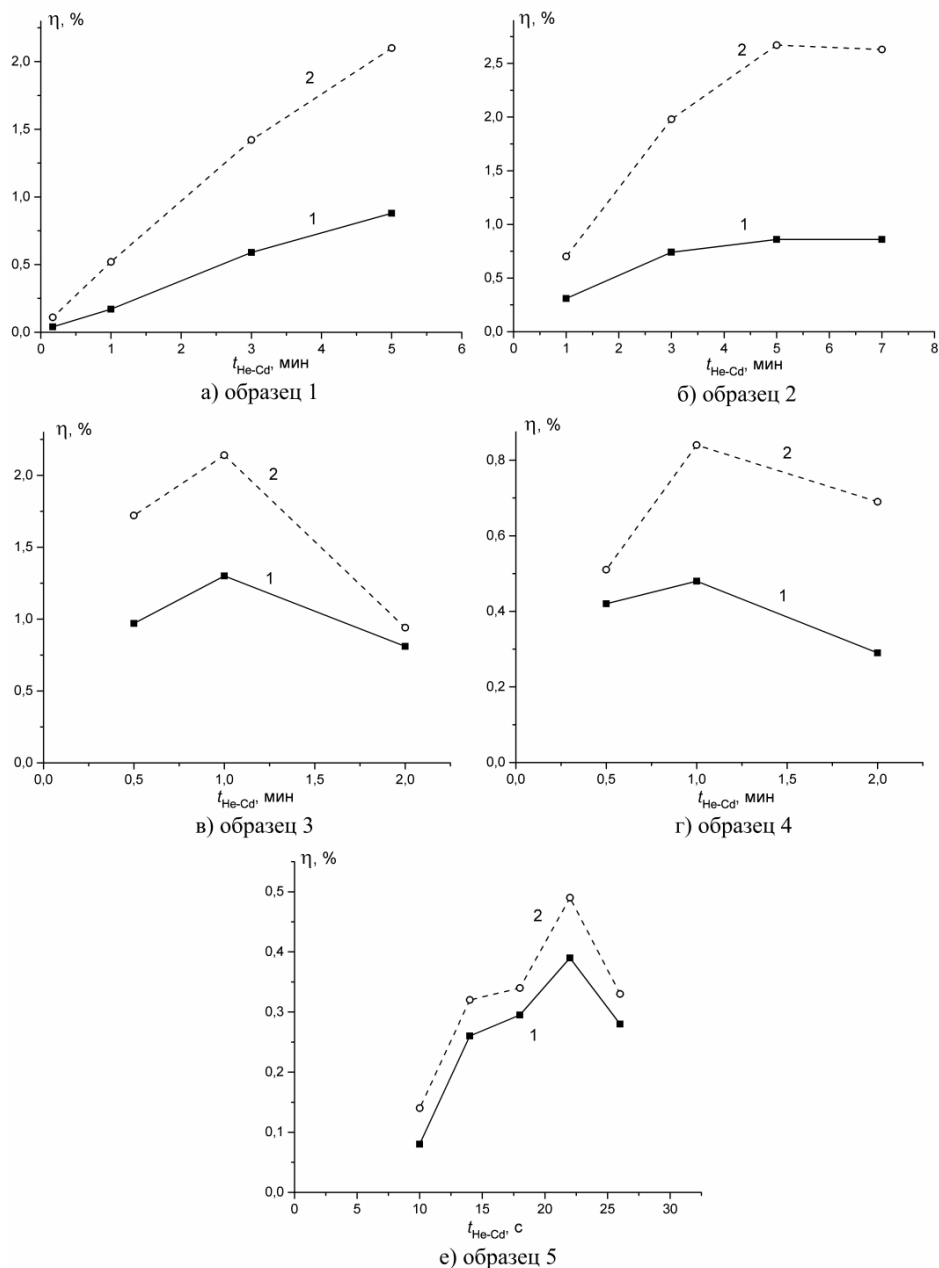 η, %
2,0
1,5
1,0
0,5
0,0
2
1
0 1 2 3 4 5 6
t He-Cd, мин
а) образец 1
η, %
2,5
2,0
1,5
1,0
0,5
0,0
2
1
0 1 2 3 4 5 6 7 8
t He-Cd, мин
б) образец 2
η, %
2,0
1,5
1,0
0,5
0,0
2
1
0,0 0,5 1,0 1,5 2,0
t He-Cd, мин
в) образец 3
η, %
0,8
0,6
0,4
0,2
0,0
2
1
0,0 0,5 1,0 1,5 2,0
t He-Cd, мин
г) образец 4
η, %
0,5
0,4
0,3
0,2
0,1
0,0
2
1
0 5 10 15 20 25 30
t He-Cd, с
е) образец 5